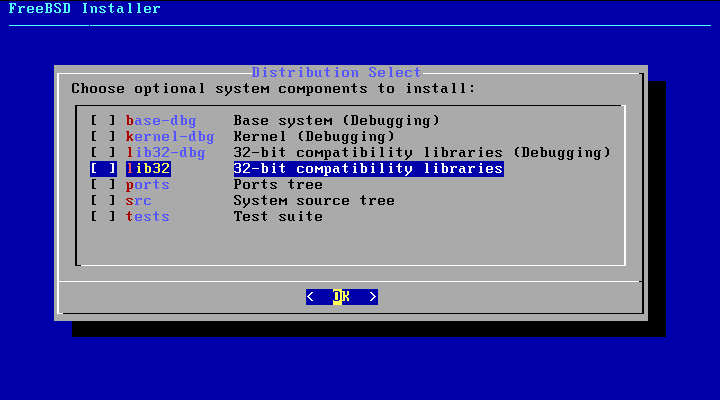 FreeBSD Installer
Distribution Select
Choose optional system components to install:
[ ] base-dbg Base system (Debugging)
[ ] kernel-dbg Kernel (Debugging)
[ ] lib32-dbg 32-bit compatibility libraries (Debugging)
[ ] lib32 32-bit compatibility libraries
[ ] ports Ports tree
[ ] src System source tree
[ ] tests Test suite
< OK >